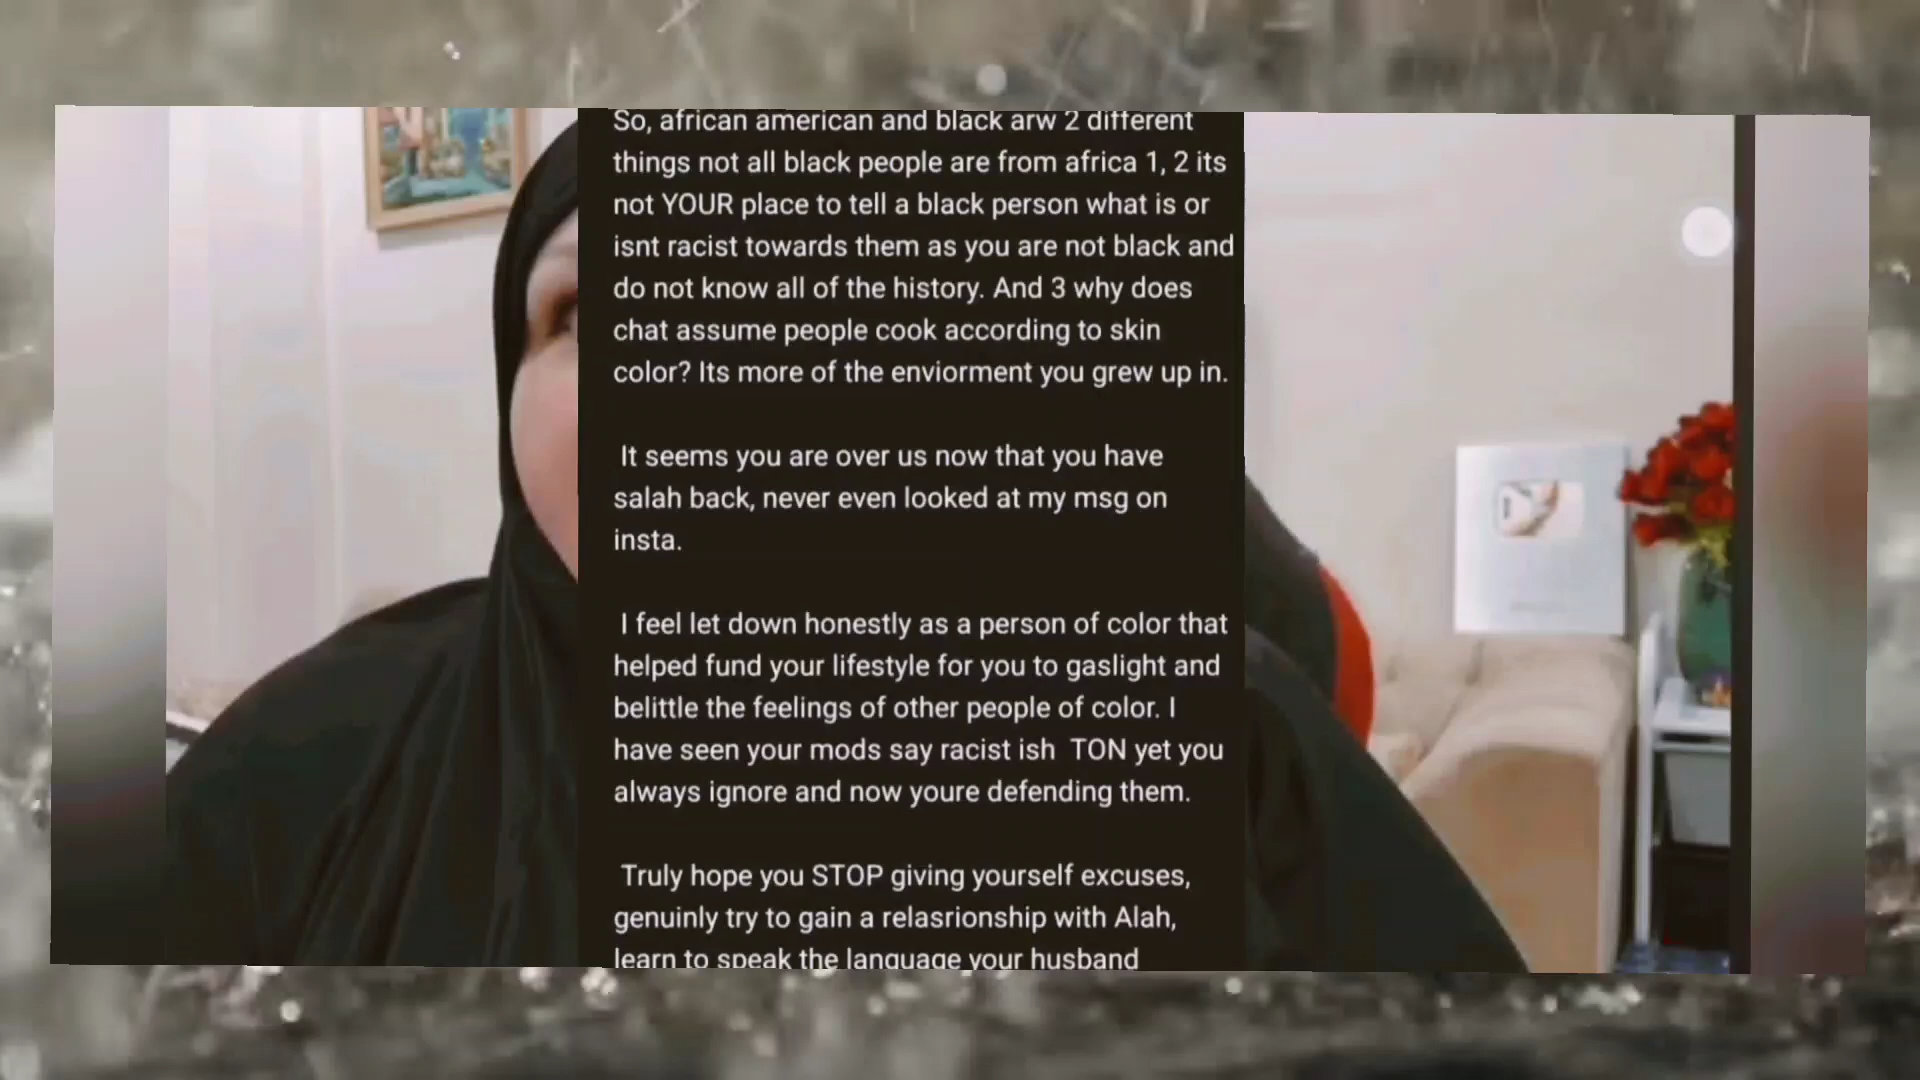 So, african american and black arw 2 different
things not all black people are from africa 1, 2 its
not YOUR place to tell a black person what is or
isnt racist towards them as you are not black and
do not know all of the history. And 3 why does
chat assume people cook according to skin
color? Its more of the enviorment you grew up in.
It seems you are over us now that you have
salah back, never even looked at my msg on
insta.
I feel let down honestly as a person of color that
helped fund your lifestyle for you to gaslight and
belittle the feelings of other people of color. I
have seen your mods say racist ish TON yet you
always ignore and now youre defending them.
Truly hope you STOP giving yourself excuses,
genuinly try to gain a relasrionship with Alah,
learn to speak the language your husband